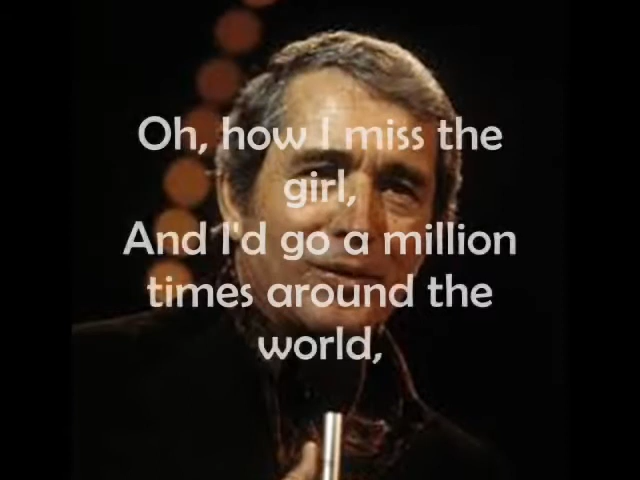 Oh, how I miss the
girl,
And I'd go a million
times around the
world,